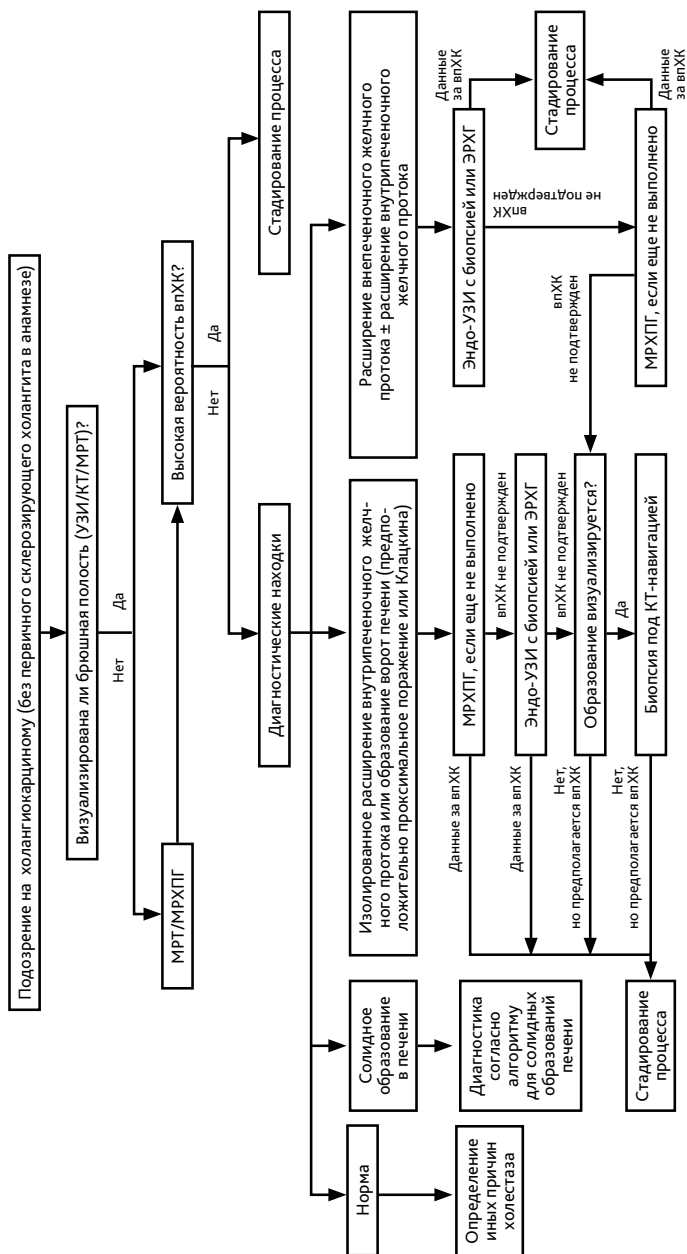 Подозрение на холангиокарциному (без первичного склерозирующего холангита в анамнезе)
Визуализирована ли брюшная полость (УЗИ/КТ/МРТ)?
Нет
Да
МРТ/МРХПГ
Высокая вероятность впХК?
Нет
Да
Диагностические находки
Стадирование процесса
Норма
Солидное
образование
в печени
Изолированное расширение внутрипеченочного желч-
ного протока или образование ворот печени (предпо-
ложительно проксимальное поражение или Клацкина)
Расширение внепеченочного желчного
протока ± расширение внутрипеченочного
желчного протока
Определение
иных причин
холестаза
Диагностика
согласно
алгоритму
для солидных
образований
печени
Данные за впХК
МРХПГ, если еще не выполнено
впХК не подтвержден
Данные за впХК
Эндо-УЗИ с биопсией или ЭРХГ
впХК не подтвержден
Нет,
но предполагается впХК
Образование визуализируется?
Да
Нет,
но предполагается впХК
Биопсия под КТ-навигацией
Стадирование
процесса
Эндо-УЗИ с биопсией или ЭРХГ
Данные
за впХК
впХК
не подтвержден
Стадирование
процесса
впХК
не подтвержден
МРХПГ, если еще не выполнено
Данные
за впХК